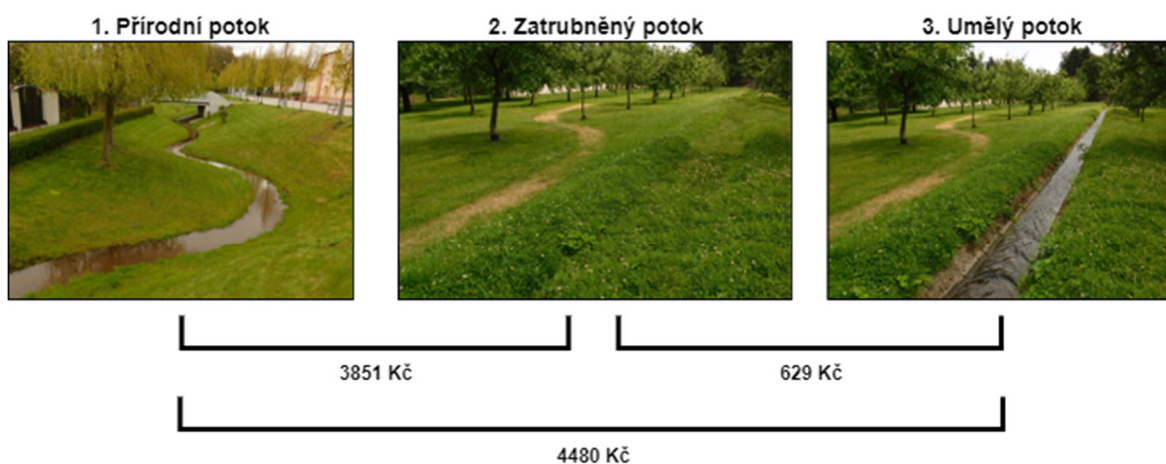 1. Přírodní potok
2. Zatrubněný potok
3. Umělý potok
3851 Kč
629 Kč
4480 Kč